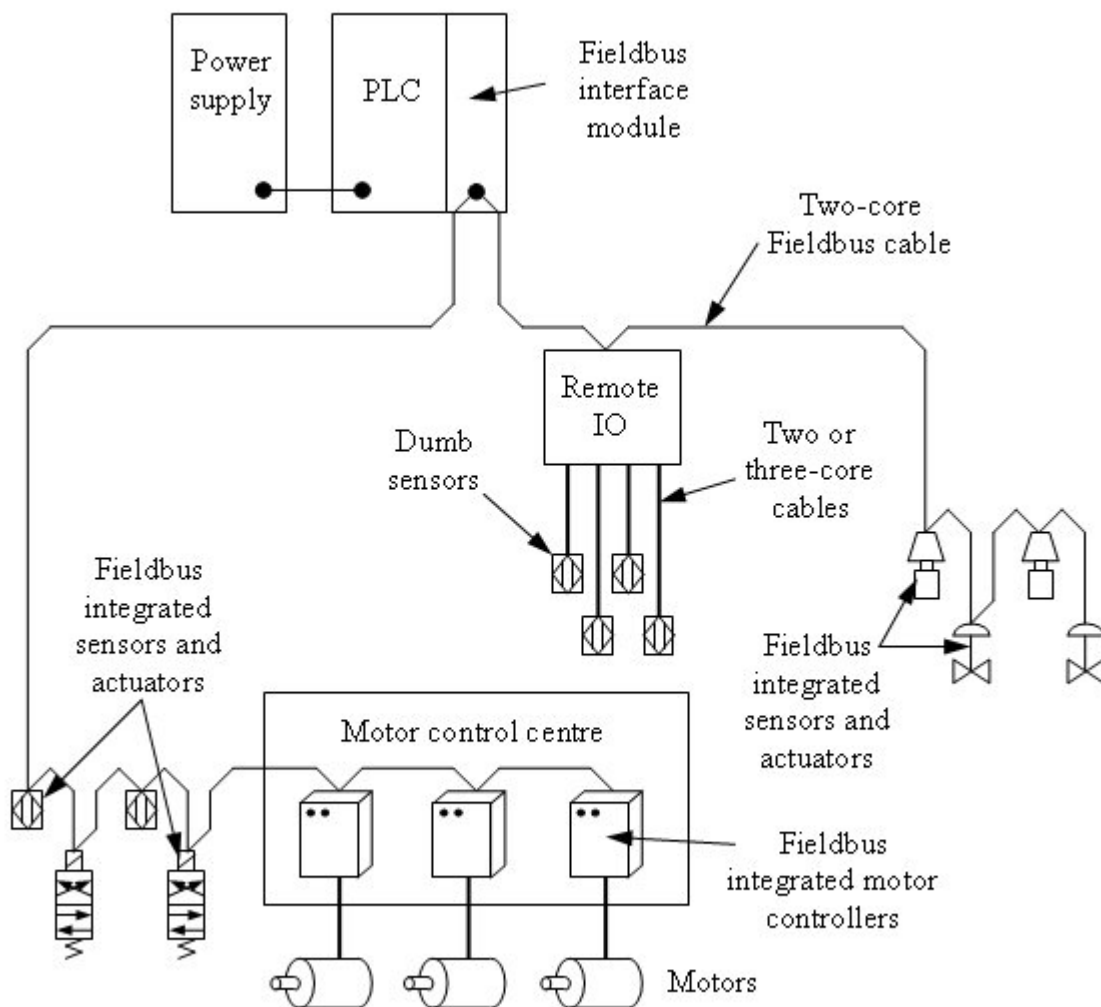 Power
supply
PLC
Fieldbus
interface
module
Two-core
Fieldbus cable
Remote
IO
Dumb
sensors
Two or
three-core
cables
Fieldbus
integrated
sensors and
actuators
Fieldbus
integrated
sensors and
actuators
Motor control centre
Fieldbus
integrated motor
controllers
Motors